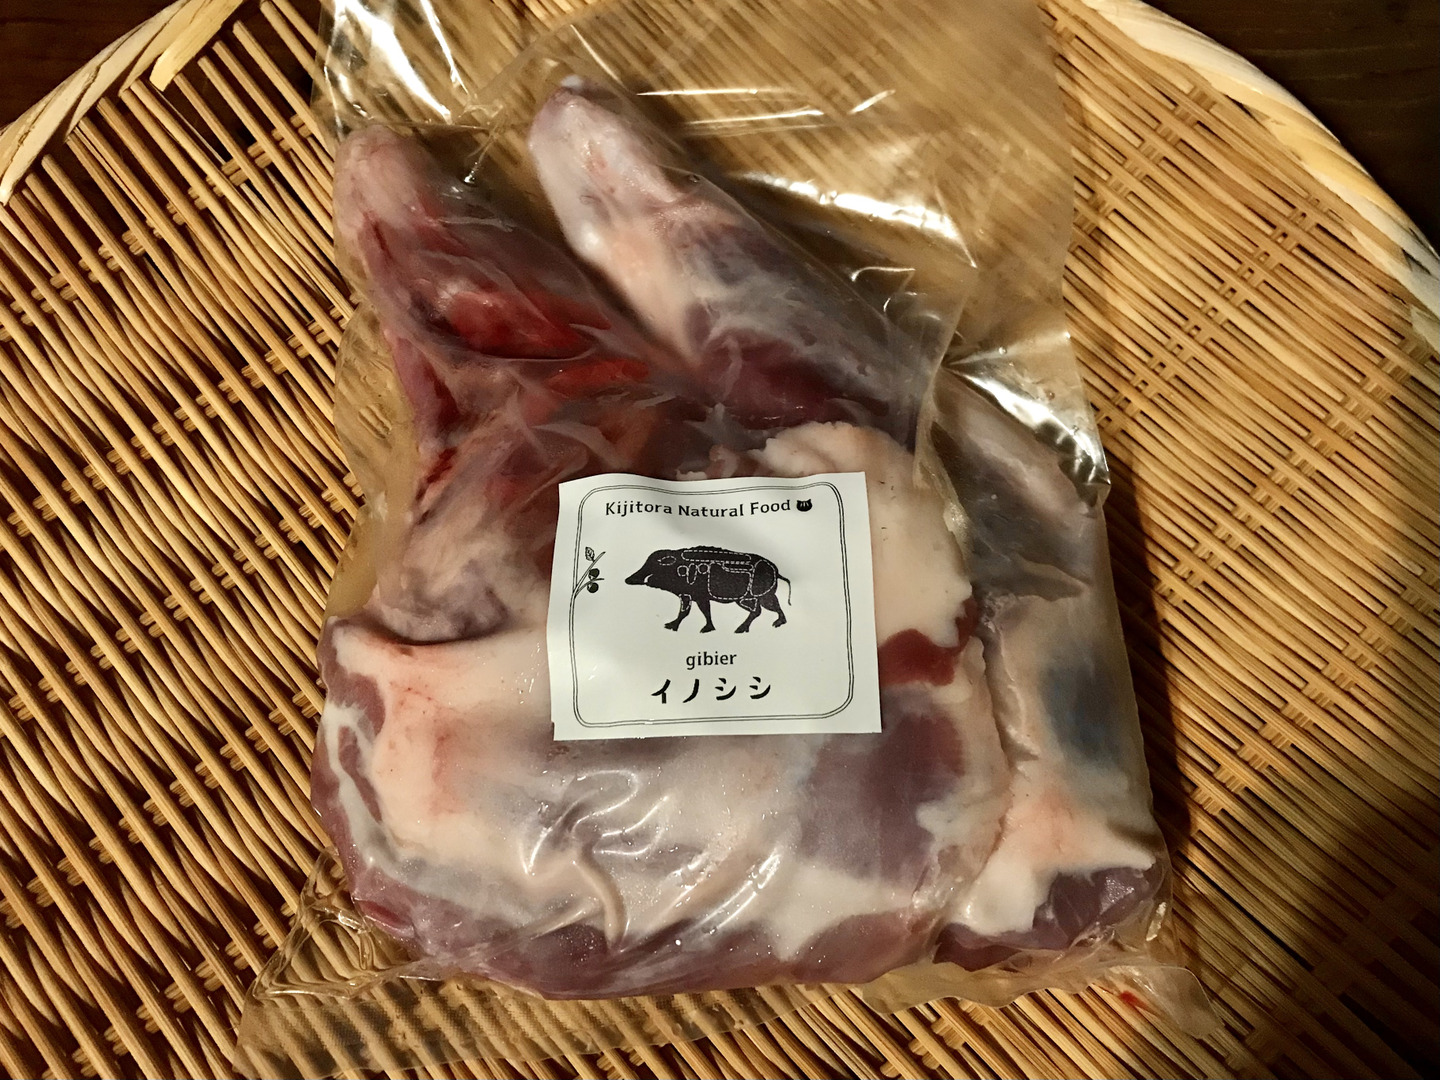 Kijitora Natural Food
gibier
イノシシ